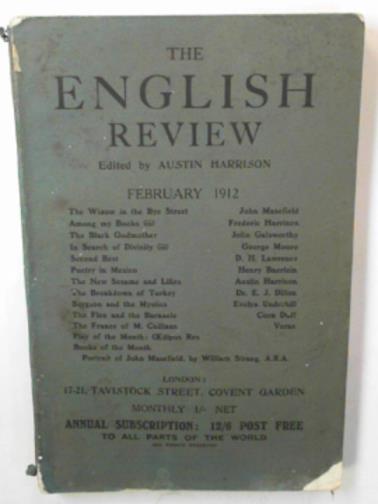 THE
ENGLISH
REVIEW
Edited by AUSTIN HARRISON
FEBRUARY 1912
The Widow in the Bye Street John Masefield
Among my Books (ii) Frederic Harrison
The Black Godmother John Galsworthy
In Search of Divinity (ii) George Moore
Second Best D. H. Lawrence
Poetry in Mexico Henry Baerlein
The New Sesame and Lilies Austin Harrison
The Breakdown of Turkey Dr. E. J. Dillon
Bergson and the Mystics Evelyn Underhill
The Flea and the Barnacle Cora Duff
The France of M. Caillaux Verax
Play of the Month: Œdipus Rex
Books of the Month
Portrait of John Masefield, by William Strang, A.R.A.
LONDON:
17-21, TAVISTOCK STREET, COVENT GARDEN
MONTHLY 1/- NET
ANNUAL SUBSCRIPTION: 12/6 POST FREE
TO ALL PARTS OF THE WORLD